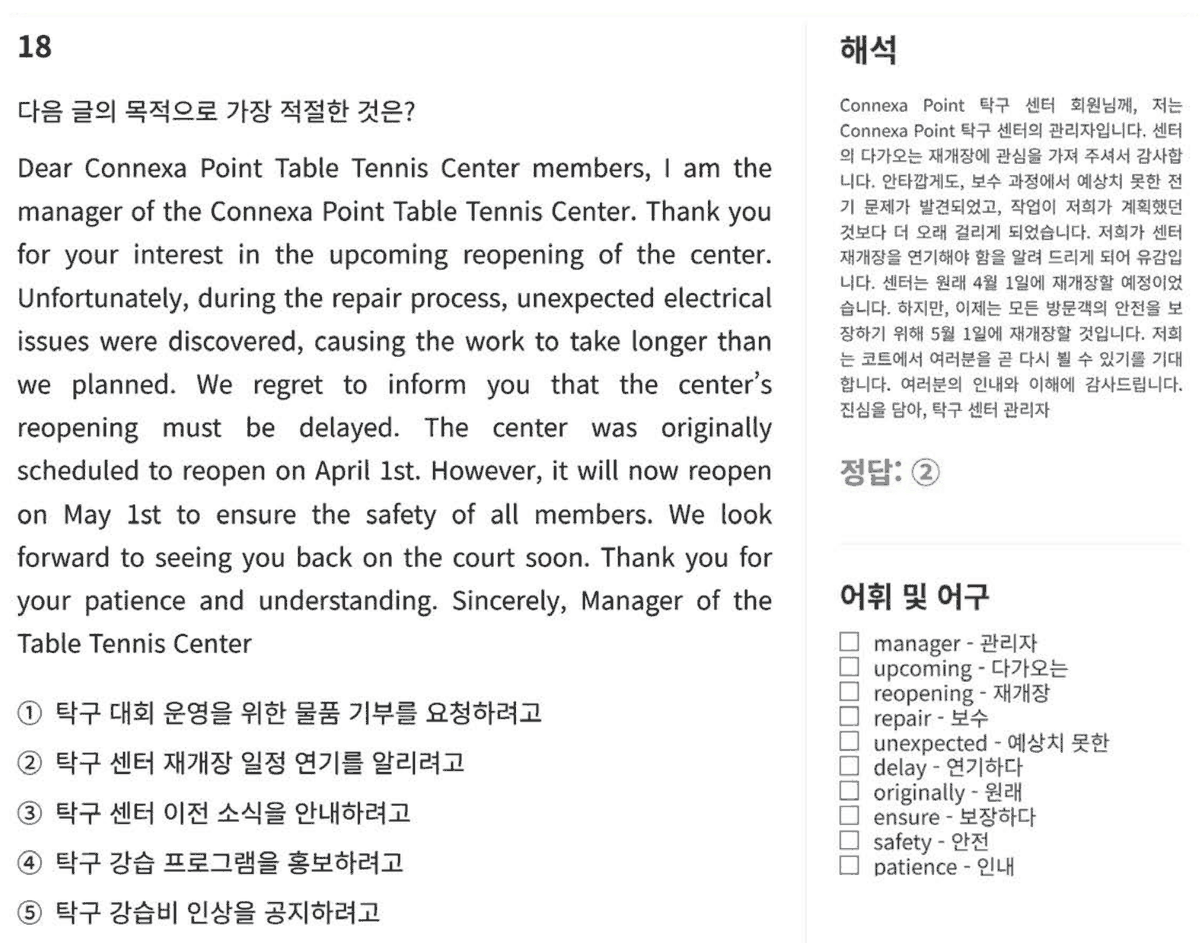 18
다음 글의 목적으로 가장 적절한 것은?
Dear Connexa Point Table Tennis Center members, I am the
manager of the Connexa Point Table Tennis Center. Thank you
for your interest in the upcoming reopening of the center.
Unfortunately, during the repair process, unexpected electrical
issues were discovered, causing the work to take longer than
we planned. We regret to inform you that the center's
reopening must be delayed. The center was originally
scheduled to reopen on April 1st. However, it will now reopen
on May 1st to ensure the safety of all members. We look
forward to seeing you back on the court soon. Thank you for
your patience and understanding. Sincerely, Manager of the
Table Tennis Center
① 탁구 대회 운영을 위한 물품 기부를 요청하려고
② 탁구 센터 재개장 일정 연기를 알리려고
③ 탁구 센터 이전 소식을 안내하려고
④ 탁구 강습 프로그램을 홍보하려고
⑤ 탁구 강습비 인상을 공지하려고
해석
Connexa Point 탁구 센터 회원님께, 저는
Connexa Point 탁구 센터의 관리자입니다. 센터
의 다가오는 재개장에 관심을 가져 주셔서 감사합
니다. 안타깝게도, 보수 과정에서 예상치 못한 전
기 문제가 발견되었고, 작업이 저희가 계획했던
것보다 더 오래 걸리게 되었습니다. 저희가 센터
재개장을 연기해야 함을 알려 드리게 되어 유감입
니다. 센터는 원래 4월 1일에 재개장할 예정이었
습니다. 하지만, 이제는 모든 방문객의 안전을 보
장하기 위해 5월 1일에 재개장할 것입니다. 저희
는 코트에서 여러분을 곧 다시 뵐 수 있기를 기대
합니다. 여러분의 인내와 이해에 감사드립니다.
진심을 담아, 탁구 센터 관리자
정답: ②
어휘 및 어구
□ manager - 관리자
□ upcoming - 다가오는
□ reopening - 재개장
□ repair - 보수
□ unexpected - 예상치 못한
□ delay - 연기하다
□ originally - 원래
□ ensure - 보장하다
□ safety - 안전
□ patience - 인내